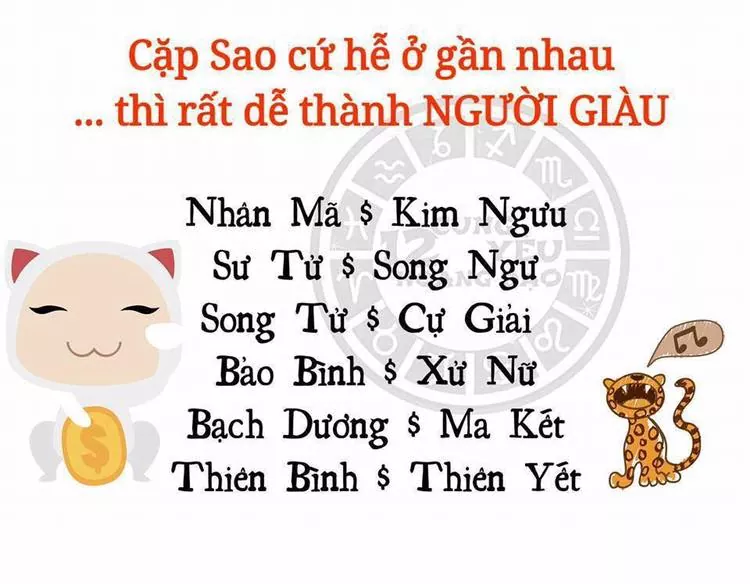 Cặp Sao cứ hễ ở gần nhau
... thì rất dễ thành NGƯỜI GIÀU
Nhân Mã $ Kim Ngưu
Sư Tử $ Song Ngư
Song Tử $ Cự Giải
Bảo Bình $ Xử Nữ
Bạch Dương $ Ma Kết
Thiên Bình $ Thiên Yết
$